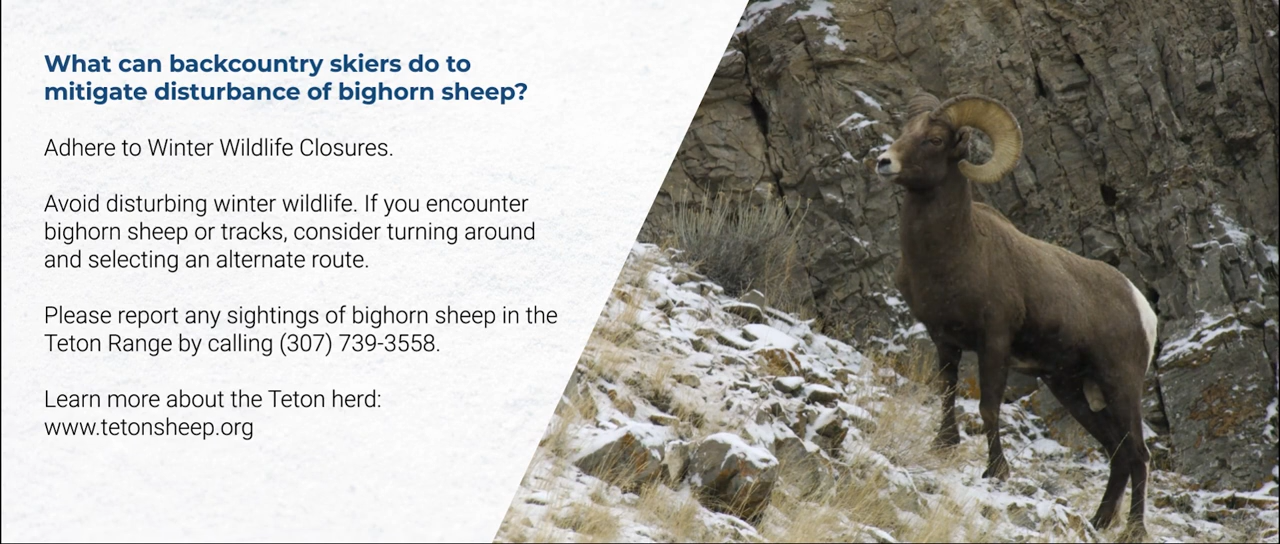 What can backcountry skiers do to
mitigate disturbance of bighorn sheep?
Adhere to Winter Wildlife Closures.
Avoid disturbing winter wildlife. If you encounter
bighorn sheep or tracks, consider turning around
and selecting an alternate route.
Please report any sightings of bighorn sheep in the
Teton Range by calling (307) 739-3558.
Learn more about the Teton herd:
www.tetonsheep.org